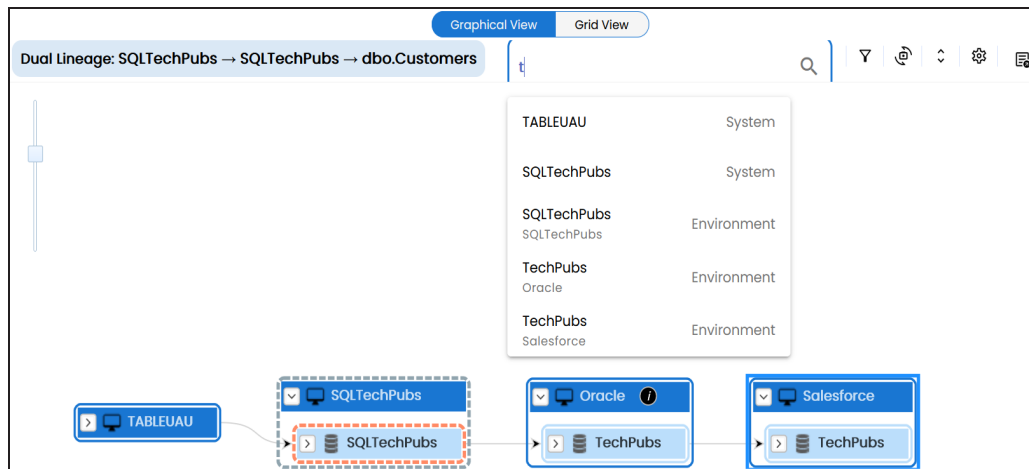 Graphical View Grid View
Dual Lineage: SQLTechPubs → SQLTechPubs → dbo.Customers
t
TABLEUAU System
SQLTechPubs System
SQLTechPubs Environment
SQLTechPubs
TechPubs Environment
Oracle
TechPubs Environment
Salesforce
SQLTechPubs Oracle i Salesforce
TABLEUAU
SQLTechPubs TechPubs TechPubs